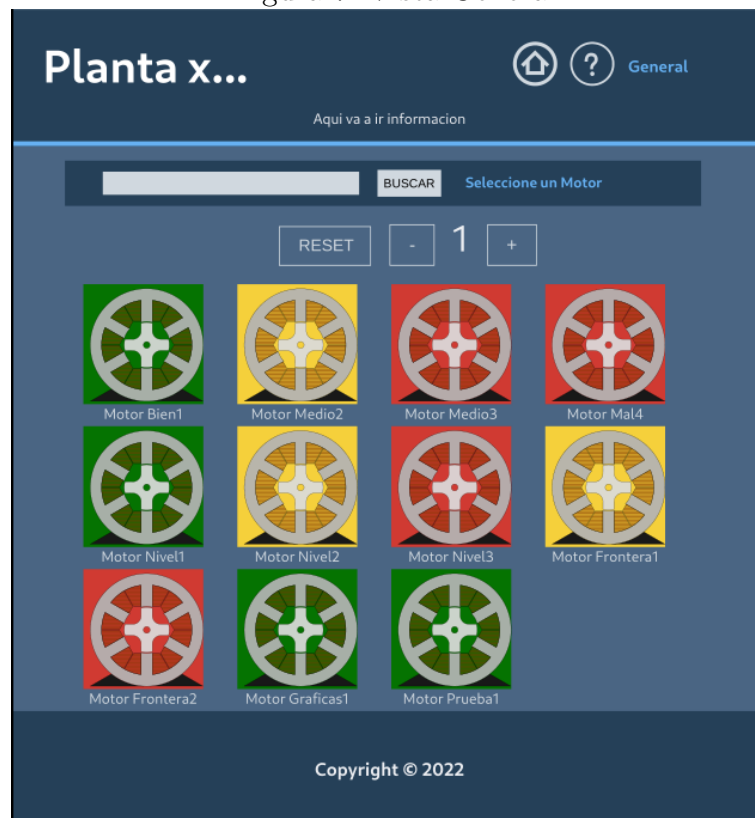 Planta x...
General
Aqui va a ir informacion
BUSCAR
Seleccione un Motor
RESET
-
1
+
Motor Bien1
Motor Medio2
Motor Medio3
Motor Mal4
Motor Nivel1
Motor Nivel2
Motor Nivel3
Motor Frontera1
Motor Frontera2
Motor Graficas1
Motor Prueba1
Copyright © 2022